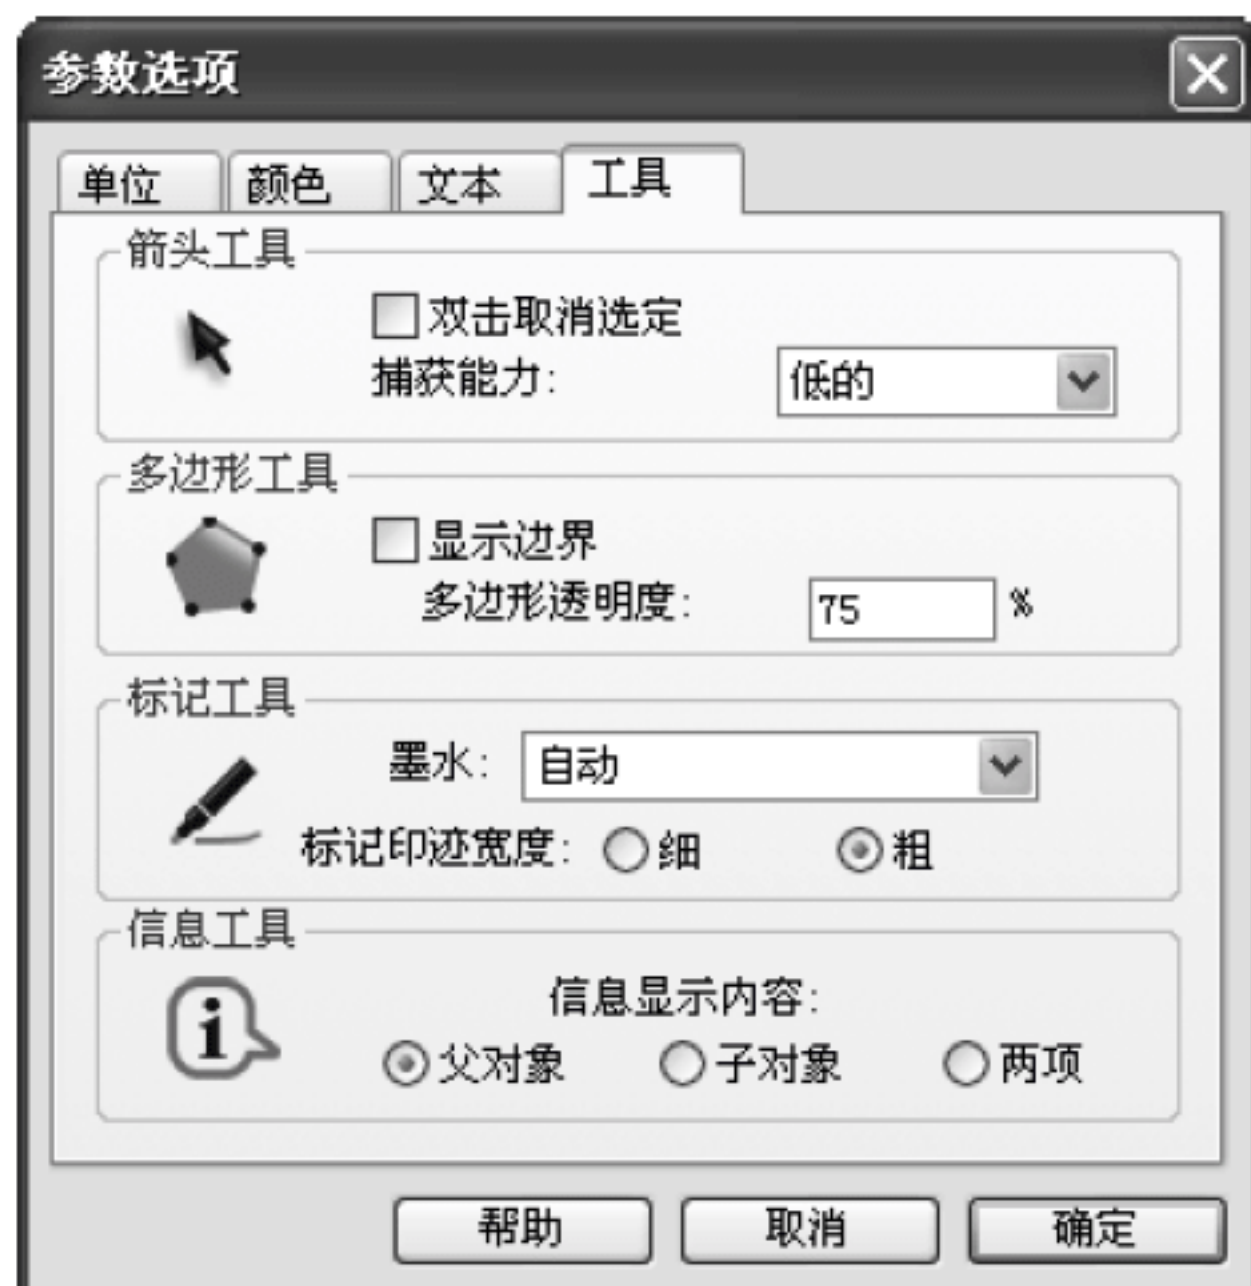 参数选项
单位 颜色 文本 工具
箭头工具
双击取消选定
捕获能力: 低的
多边形工具
显示边界
多边形透明度: 75 %
标记工具
墨水: 自动
标记印迹宽度: 细 粗
信息工具
信息显示内容:
父对象 子对象 两项
帮助 取消 确定